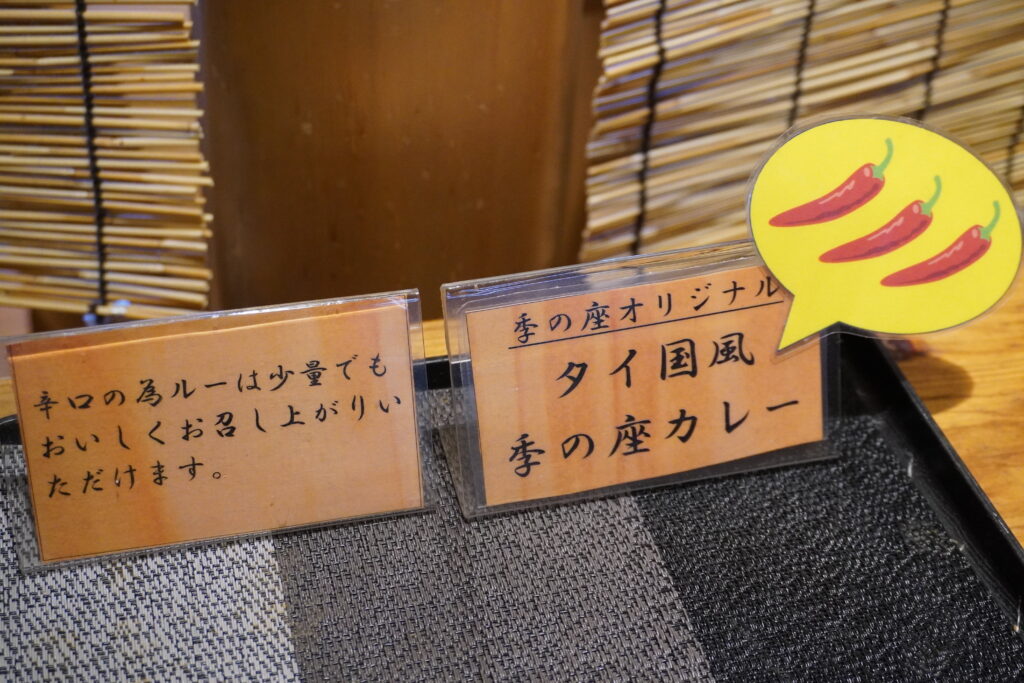 辛口の為ルーは少量でも
おいしくお召し上がりい
ただけます。
季の座オリジナル
タイ国風
季の座カレー